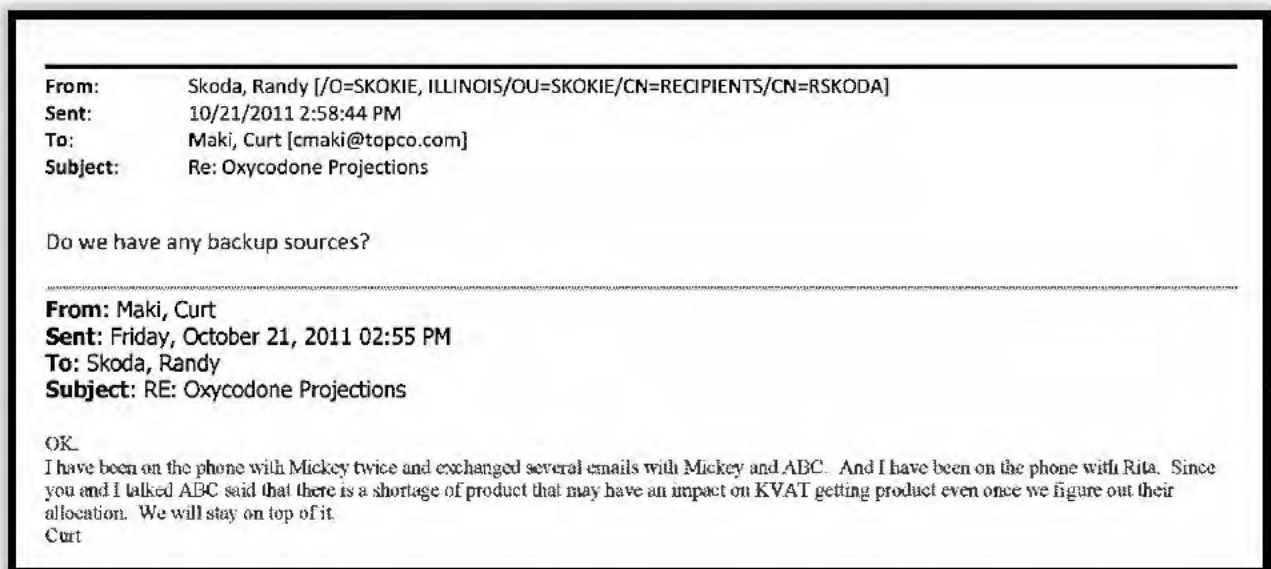 From: Skoda, Randy [/O=SKOKIE, ILLINOIS/OU=SKOKIE/CN=RECIPIENTS/CN=RSKODA]
Sent: 10/21/2011 2:58:44 PM
To: Maki, Curt [cmaki@topco.com]
Subject: Re: Oxycodone Projections
Do we have any backup sources?
From: Maki, Curt
Sent: Friday, October 21, 2011 02:55 PM
To: Skoda, Randy
Subject: RE: Oxycodone Projections
OK.
I have been on the phone with Mickey twice and exchanged several emails with Mickey and ABC. And I have been on the phone with Rita. Since
you and I talked ABC said that there is a shortage of product that may have an impact on KVAT getting product even once we figure out their
allocation. We will stay on top of it.
Curt